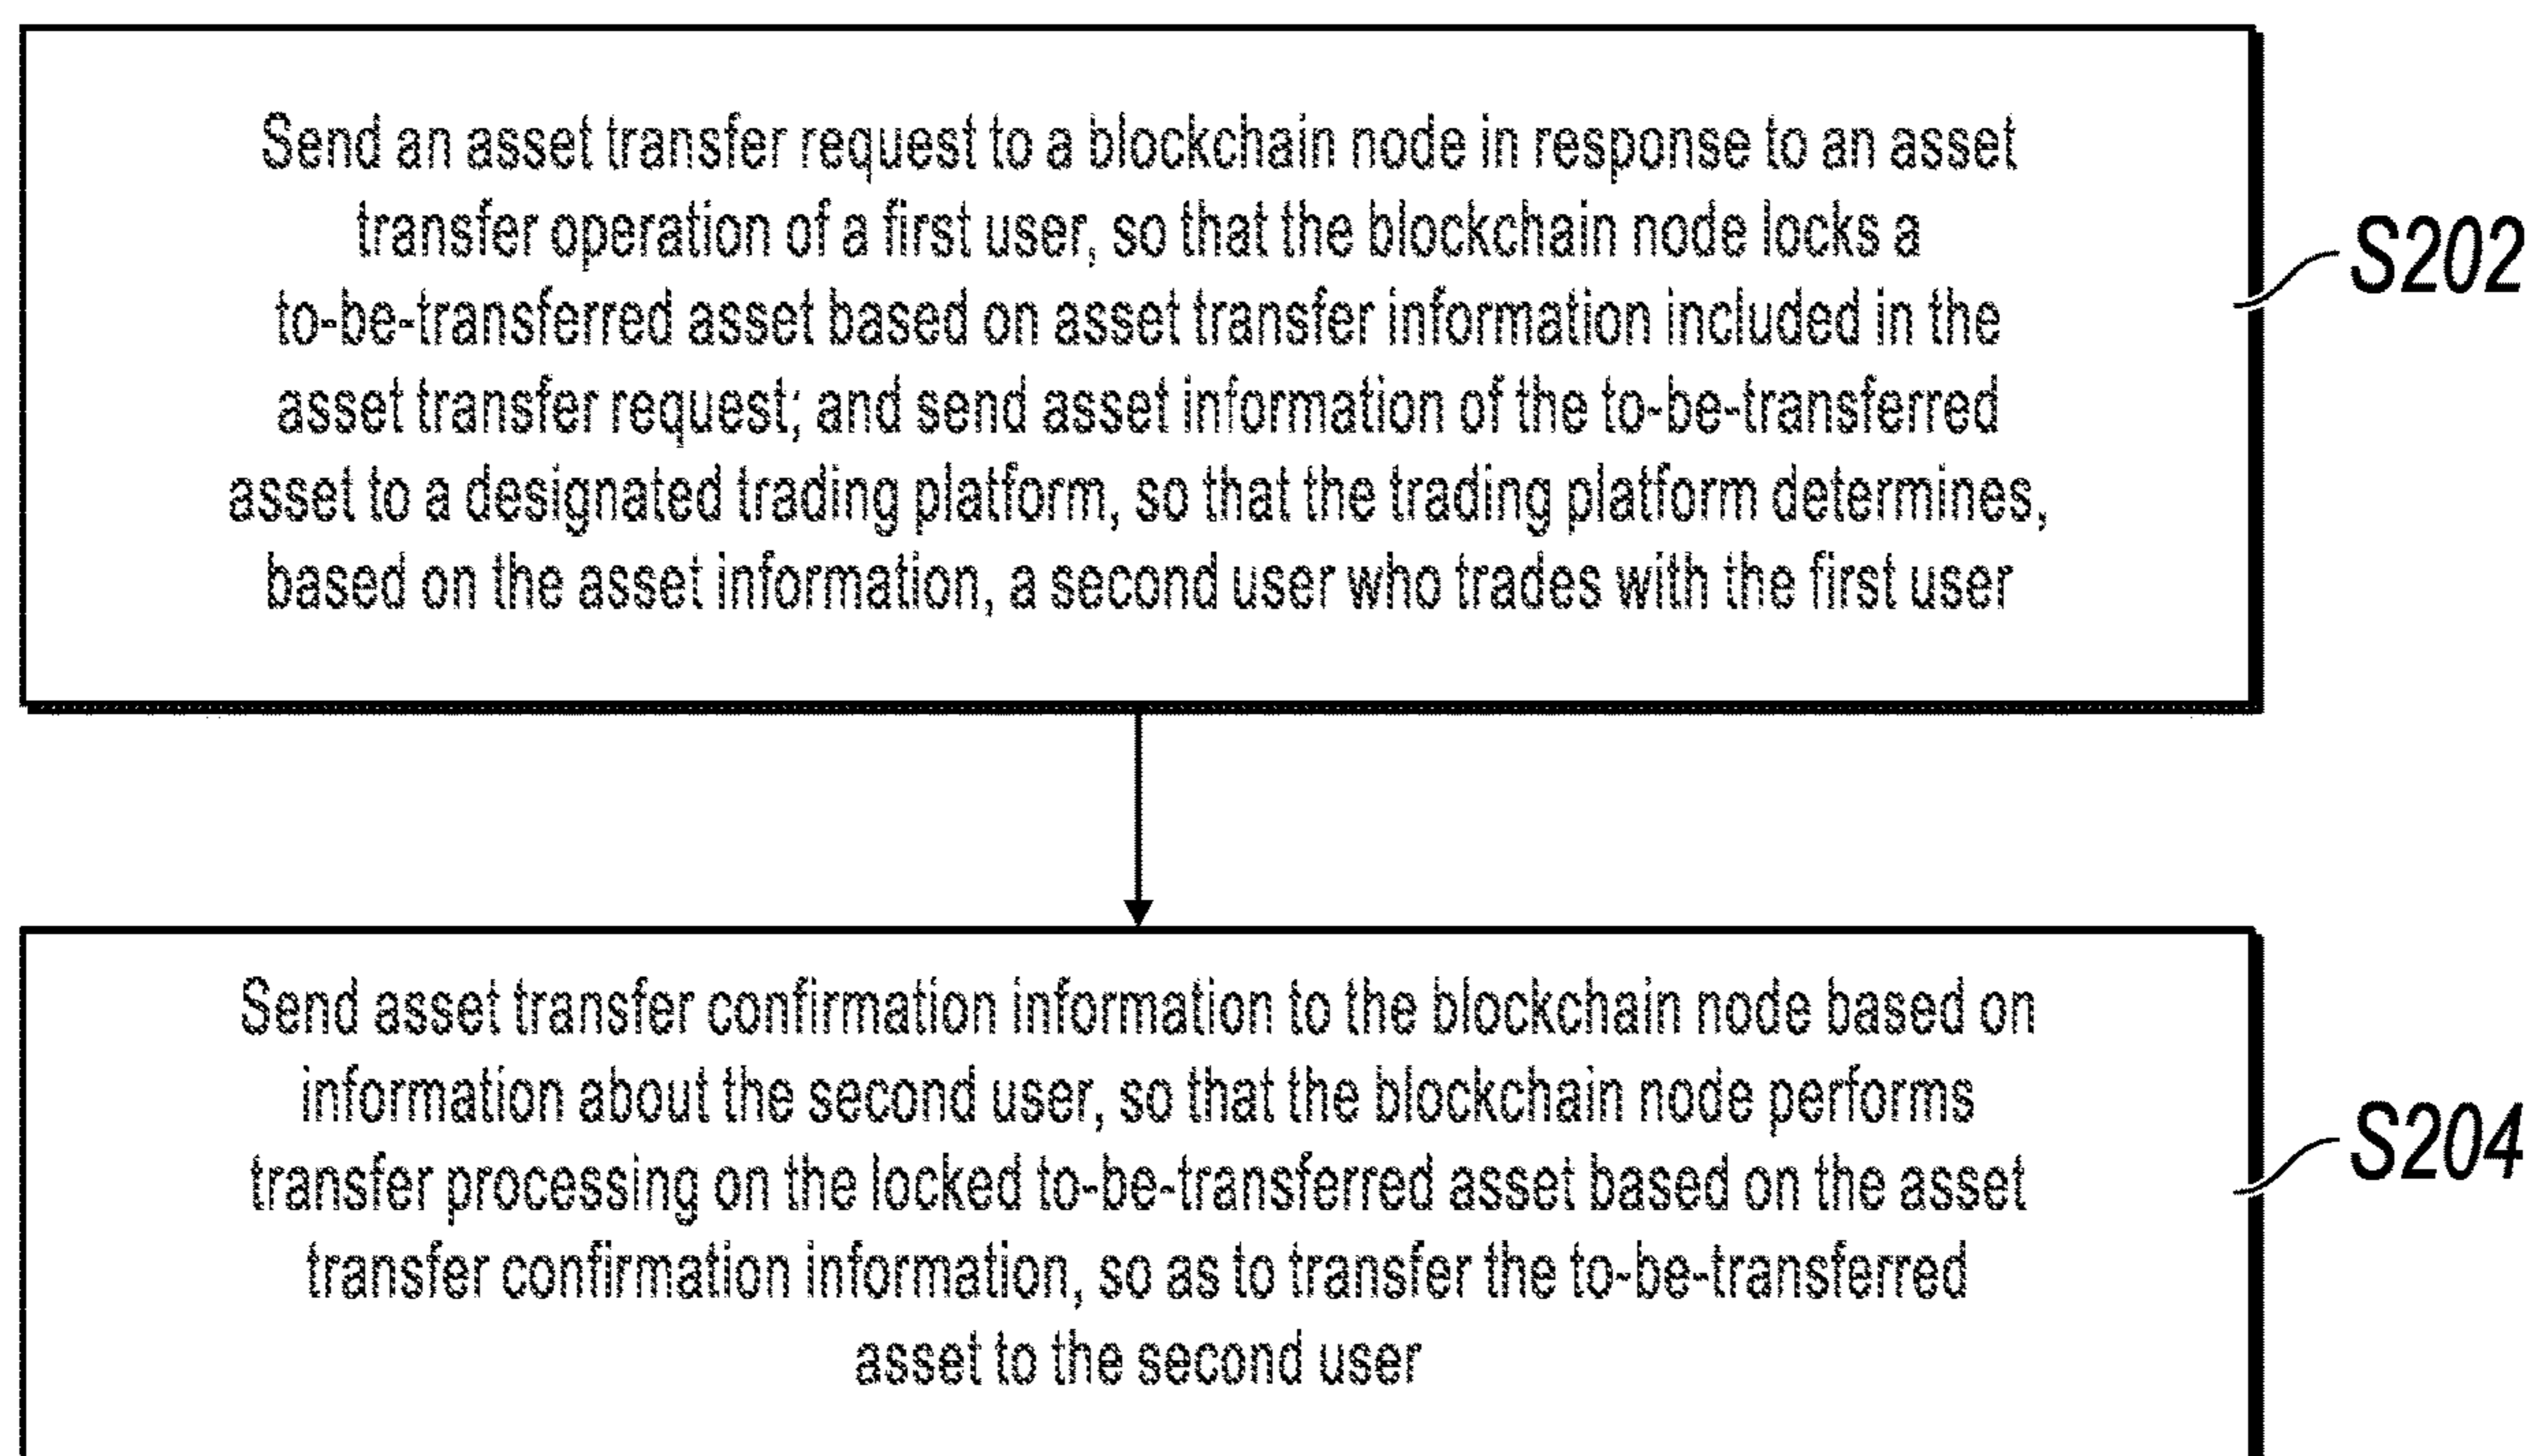 Send an asset transfer request to a blockchain node in response to an asset
transfer operation of a first user, so that the blockchain node locks a
to-be-transferred asset based on asset transfer information included in the
asset transfer request; and send asset information of the to-be-transferred
asset to a designated trading platform, so that the trading platform determines,
based on the asset information, a second user who trades with the first user
S202
Send asset transfer confirmation information to the blockchain node based on
information about the second user, so that the blockchain node performs
transfer processing on the locked to-be-transferred asset based on the asset
transfer confirmation information, so as to transfer the to-be-transferred
asset to the second user
S204